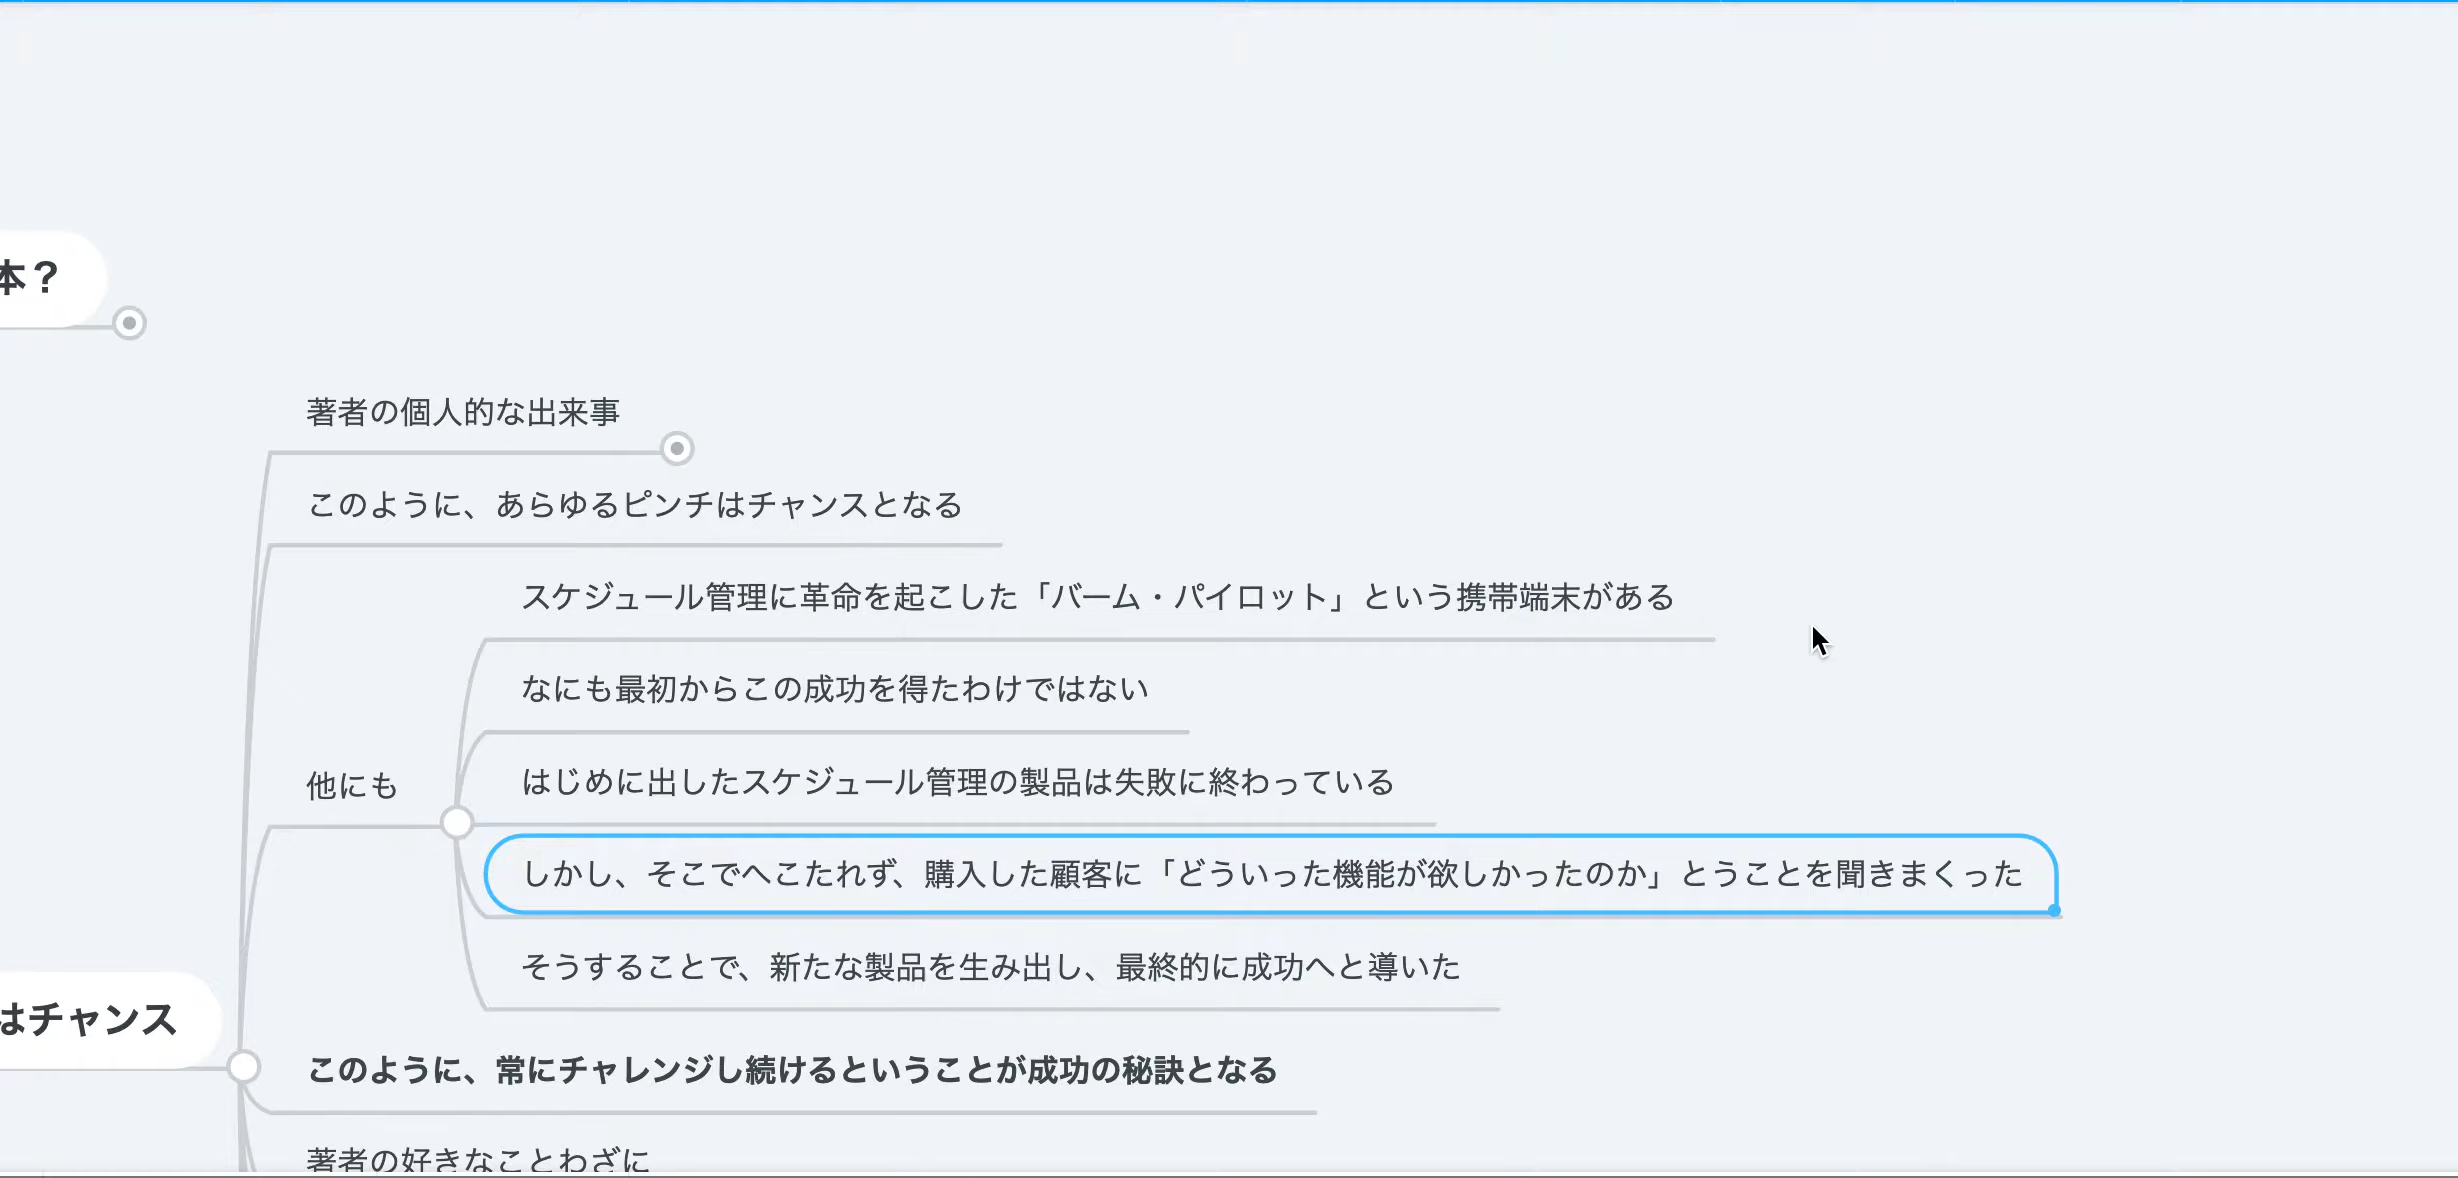 本？
著者の個人的な出来事
このように、あらゆるピンチはチャンスとなる
スケジュール管理に革命を起こした「バーム・パイロット」という携帯端末がある
なにも最初からこの成功を得たわけではない
他にも
はじめに出したスケジュール管理の製品は失敗に終わっている
しかし、そこでへこたれず、購入した顧客に「どういった機能が欲しかったのか」とうことを聞きまくった
そうすることで、新たな製品を生み出し、最終的に成功へと導いた
はチャンス
このように、常にチャレンジし続けるということが成功の秘訣となる
著者の好きなことわざに